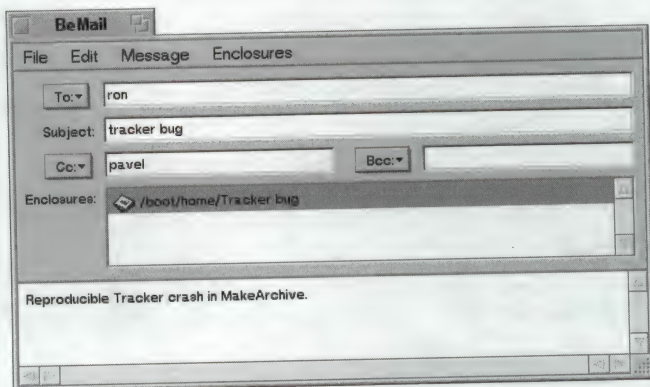 BeMail
File Edit Message Enclosures
To: ron
Subject: tracker bug
Cc: pavel Bcc:
Enclosures: /boot/home/Tracker bug
Reproducible Tracker crash in MakeArchive.